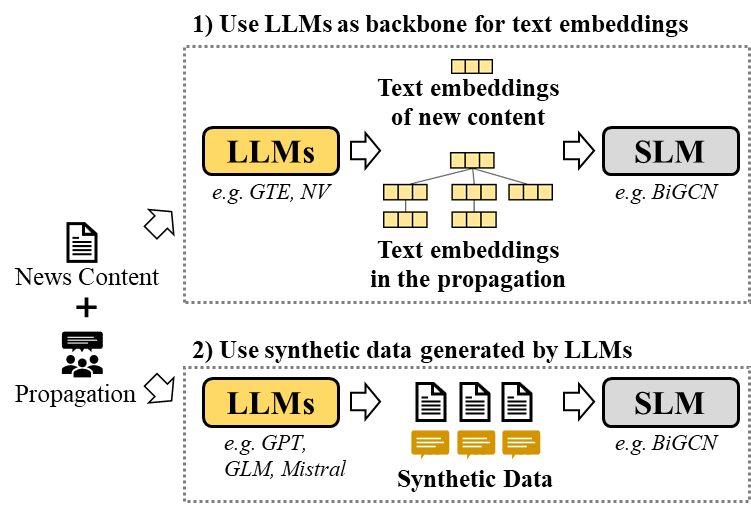 1) Use LLMs as backbone for text embeddings
Text embeddings
of new content
LLMs
SLM
e.g. GTE, NV
e.g. BiGCN
Text embeddings
in the propagation
News Content
+
Propagation
2) Use synthetic data generated by LLMs
LLMs
SLM
e.g. GPT,
GLM, Mistral
e.g. BiGCN
Synthetic Data